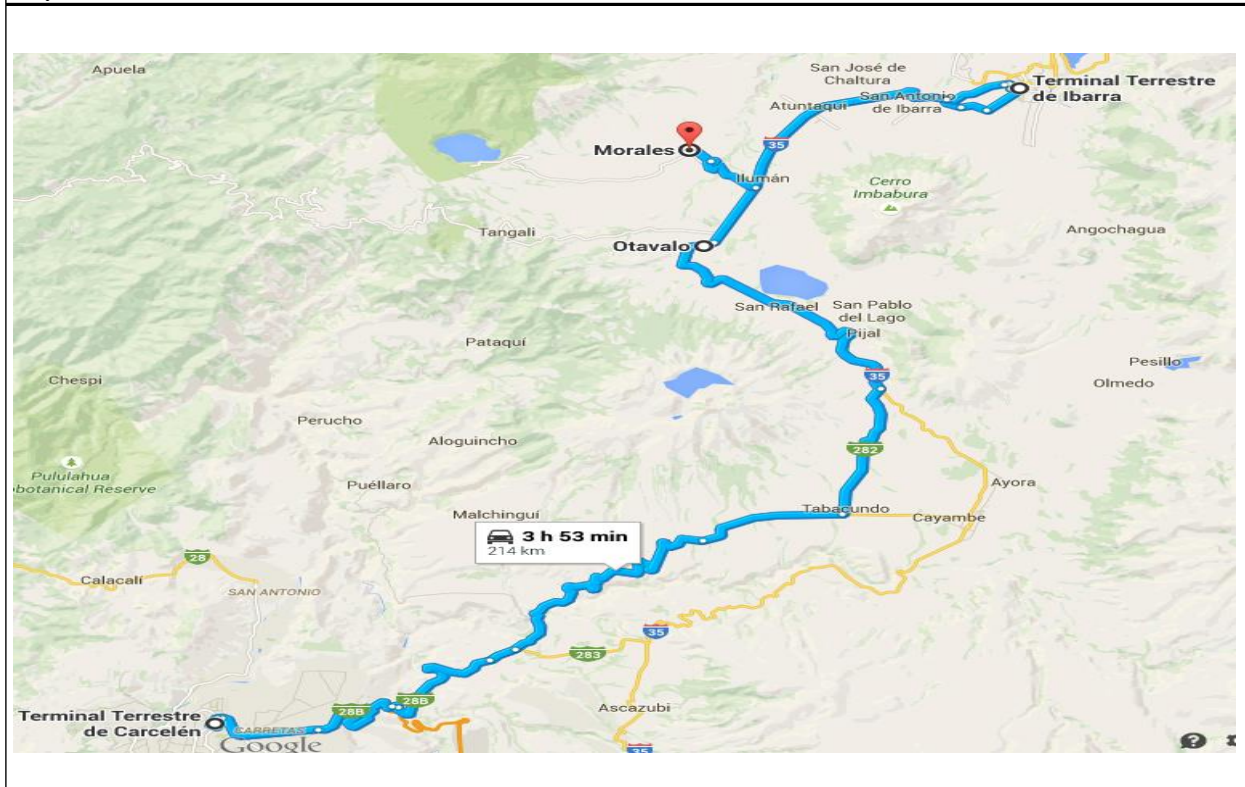 Apuela
San José de
Chaltura
Terminal Terrestre
de Ibarra
San Antonio
de Ibarra
Atuntaqui
35
Morales
Ilumán
Cerro
Imbabura
Tangali
Angochagua
Otavalo
San Rafael
San Pablo
del Lago
Pijal
Pataquí
Pesillo
35
Olmedo
Chespi
Perucho
Aloguincho
282
Pululahua
botanical Reserve
Puéllaro
Ayora
Malchinguí
Tabacundo
Cayambe
3 h 53 min
214 km
28
Calacalí
SAN ANTONIO
35
283
28B
28B
Ascazubi
Terminal Terrestre
de Carcelén
CARRETAS
Google
35
?